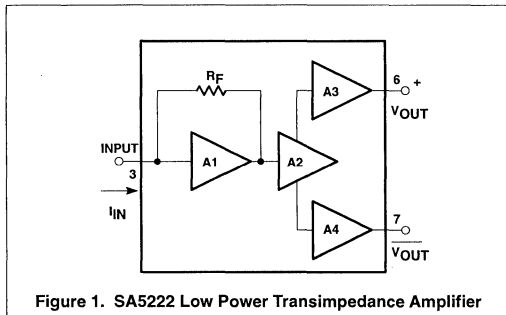 RF
A3
6 +
VOUT
INPUT
3
A1
A2
IIN
A4
7
VOUT
Figure 1. SA5222 Low Power Transimpedance Amplifier